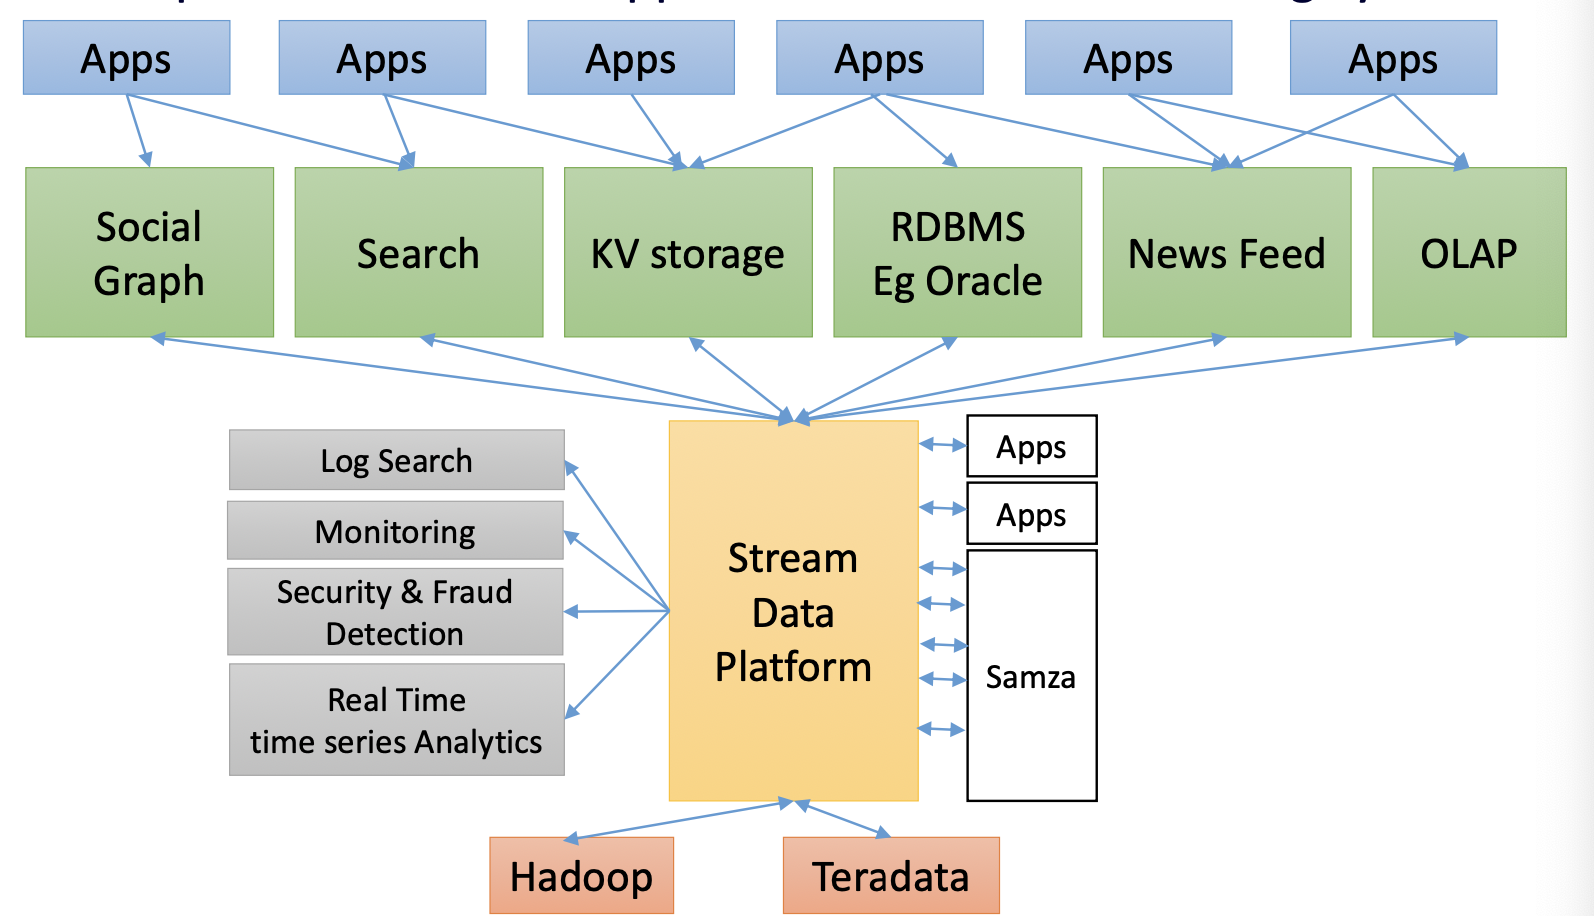 Apps
Apps
Apps
Apps
Apps
Apps
Social
Graph
Search
KV storage
RDBMS
Eg Oracle
News Feed
OLAP
Log Search
Monitoring
Security & Fraud
Detection
Real Time
time series Analytics
Stream
Data
Platform
Apps
Apps
Samza
Hadoop
Teradata